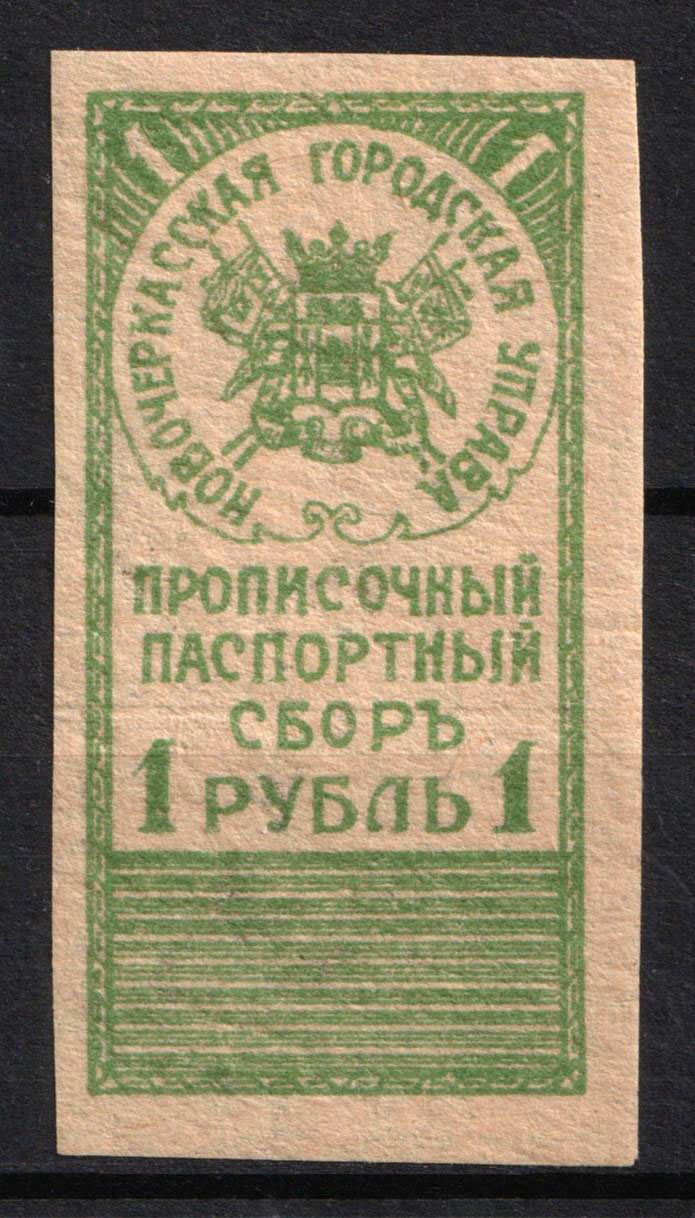 1 1
НОВОЧЕРКАССКАЯ ГОРОДСКАЯ УПРАВА
ПРОПИСОЧНЫЙ
ПАСПОРТНЫЙ
СБОРЪ
1 РУБЛЬ 1